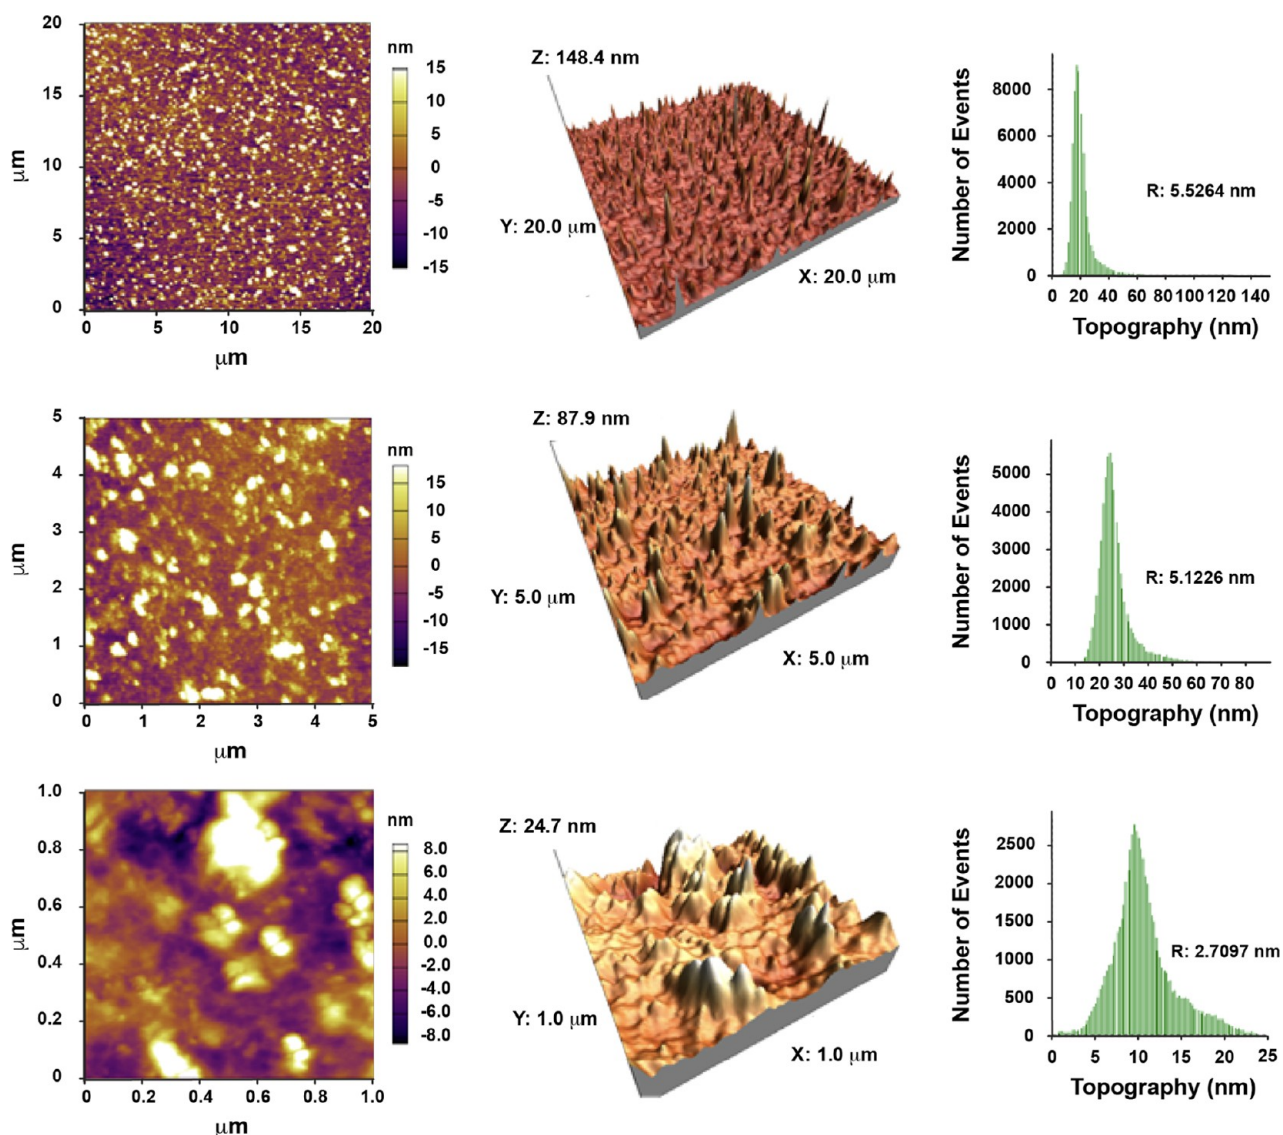 20
15
10
5
0
μm
0 5 10 15 20
μm
nm
15
10
5
0
-5
-10
-15
Z: 148.4 nm
Y: 20.0 μm
X: 20.0 μm
Number of Events
8000
6000
4000
2000
0
R: 5.5264 nm
0 20 40 60 80 100 120 140
Topography (nm)
5
4
3
2
1
0
μm
0 1 2 3 4 5
μm
nm
15
10
5
0
-5
-10
-15
Z: 87.9 nm
Y: 5.0 μm
X: 5.0 μm
Number of Events
5000
4000
3000
2000
1000
0
R: 5.1226 nm
0 10 20 30 40 50 60 70 80
Topography (nm)
1.0
0.8
0.6
0.4
0.2
0
μm
0 0.2 0.4 0.6 0.8 1.0
μm
nm
8.0
6.0
4.0
2.0
0.0
-2.0
-4.0
-6.0
-8.0
Z: 24.7 nm
Y: 1.0 μm
X: 1.0 μm
Number of Events
2500
2000
1500
1000
500
0
R: 2.7097 nm
0 5 10 15 20 25
Topography (nm)